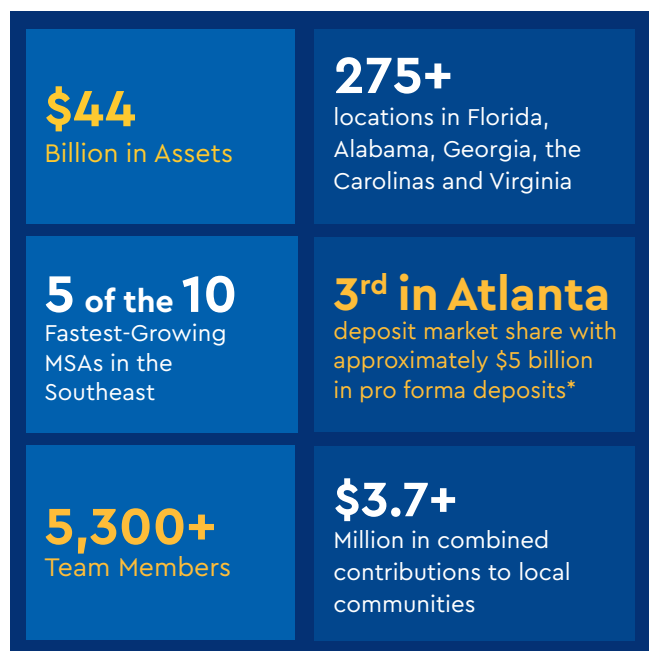 $44
Billion in Assets
275+
locations in Florida,
Alabama, Georgia, the
Carolinas and Virginia
5 of the 10
Fastest-Growing
MSAs in the
Southeast
3rd in Atlanta
deposit market share with
approximately $5 billion
in pro forma deposits*
5,300+
Team Members
$3.7+
Million in combined
contributions to local
communities